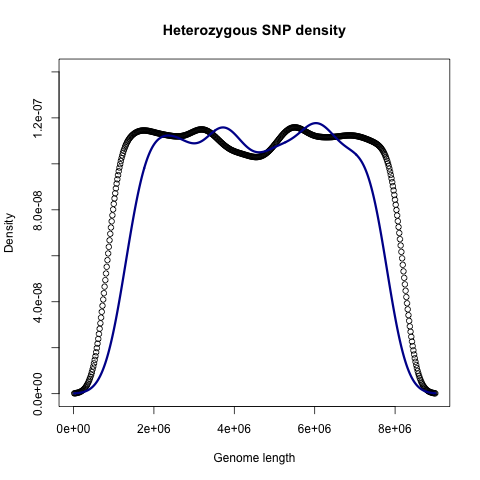 Heterozygous SNP density
Density
1.2e-07
8.0e-08
4.0e-08
0.0e+00
0e+00 2e+06 4e+06 6e+06 8e+06
Genome length